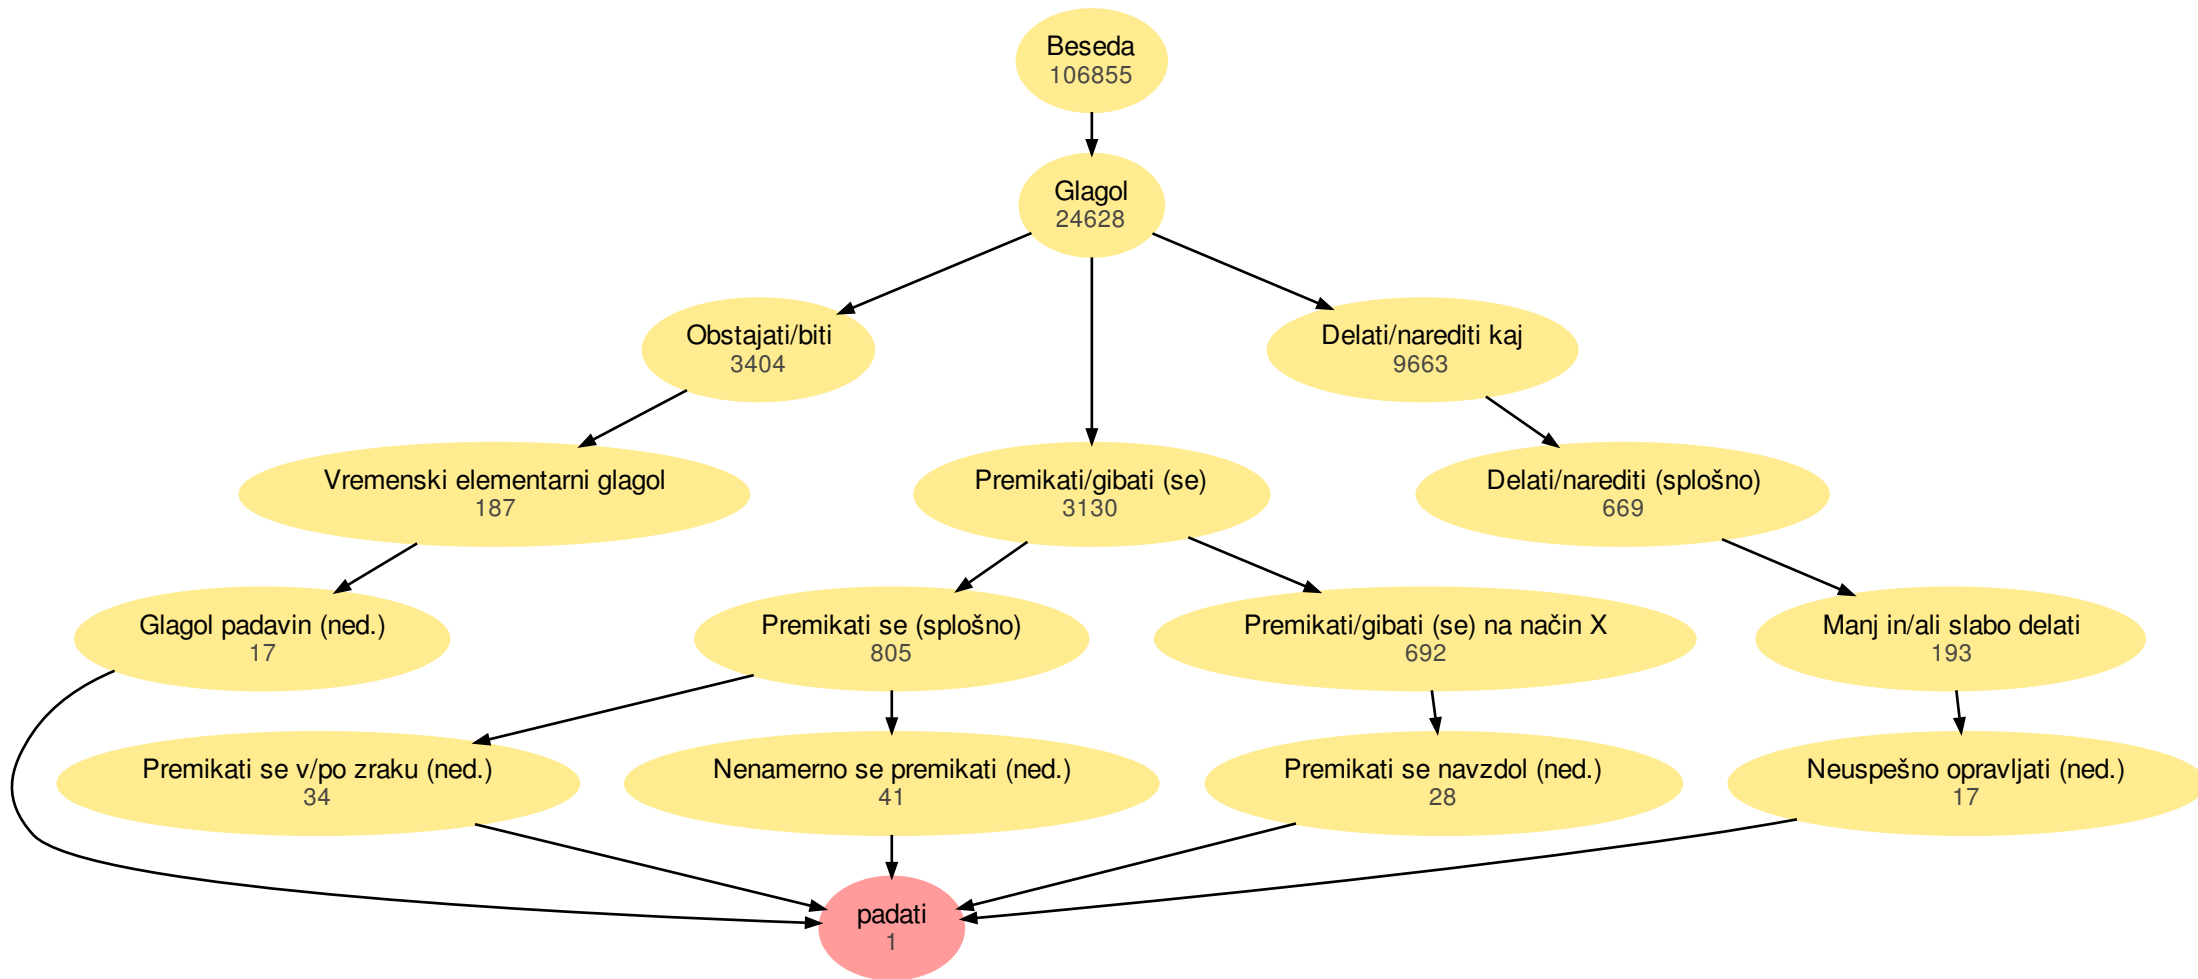 Beseda
106855
Glagol
24628
Obstajati/biti
3404
Delati/narediti kaj
9663
Vremenski elementarni glagol
187
Premikati/gibati (se)
3130
Delati/narediti (splošno)
669
Glagol padavin (ned.)
17
Premikati se (splošno)
805
Premikati/gibati (se) na način X
692
Manj in/ali slabo delati
193
Premikati se v/po zraku (ned.)
34
Nenamerno se premikati (ned.)
41
Premikati se navzdol (ned.)
28
Neuspešno opravljati (ned.)
17
padati
1